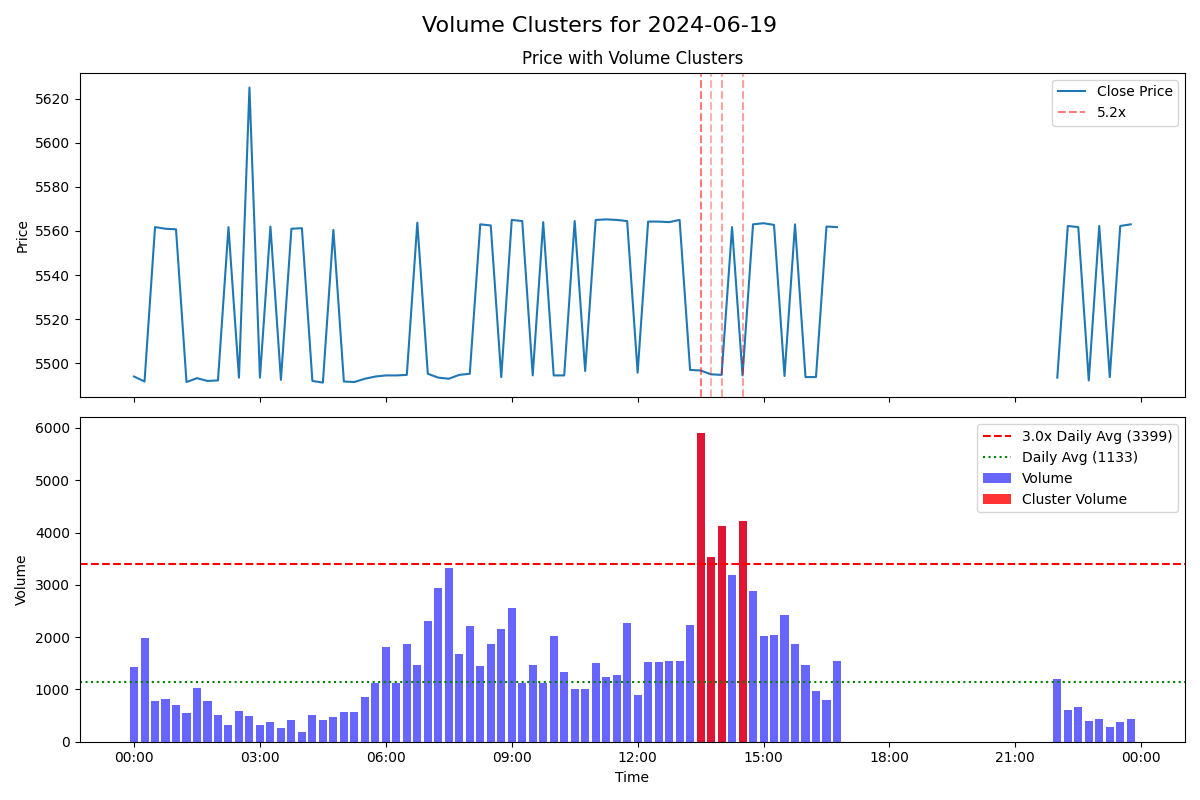 Volume Clusters for 2024-06-19
Price with Volume Clusters
Close Price
5.2x
5620
5600
5580
5560
5540
5520
5500
Price
3.0x Daily Avg (3399)
Daily Avg (1133)
Volume
Cluster Volume
6000
5000
4000
3000
2000
1000
0
Volume
00:00 03:00 06:00 09:00 12:00 15:00 18:00 21:00 00:00
Time